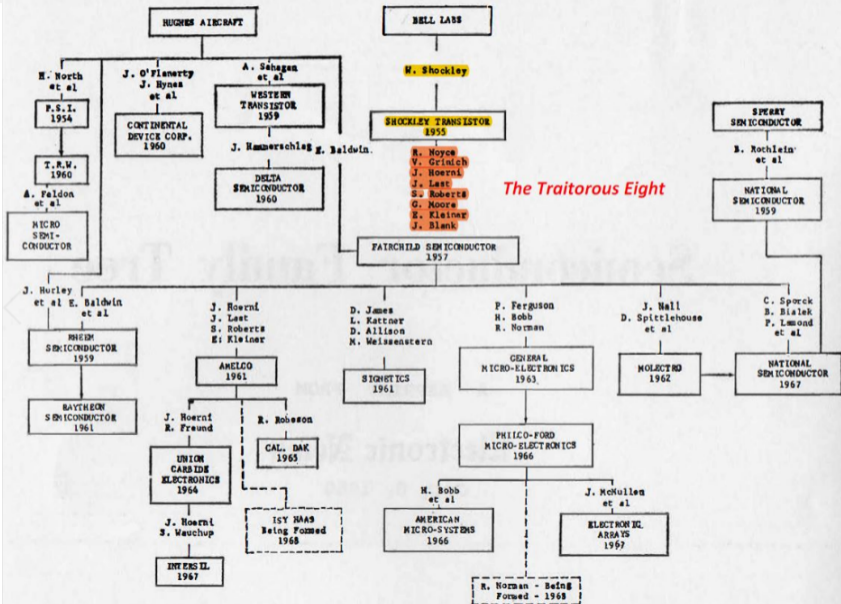 HUGHES AIRCRAFT
BELL LABS
H. North
et al
J. O'Flanerty
J. Hynes
et al
A. Sahagan
et al
W. Shockley
P.S.I.
1954
CONTINENTAL
DEVICE CORP.
1960
WESTERN
TRANSISTOR
1959
SHOCKLEY TRANSISTOR
1955
SPERRY
SEMICONDUCTOR
T.R.W.
1960
J. Hammerschlag
E. Baldwin.
R. Noyce
V. Grinich
J. Hoerni
J. Last
S. Roberts
G. Moore
E. Kleiner
J. Blank
The Traitorous Eight
B. Rothlein
et al
A. Faldon
et al
DELTA
SEMICONDUCTOR
1960
NATIONAL
SEMICONDUCTOR
1959
MICRO
SEMI-
CONDUCTOR
FAIRCHILD SEMICONDUCTOR
1957
Semiconductor Family Tree
J. Hurley
et al
E. Baldwin
et al
J. Hoerni
J. Last
S. Roberts
E. Kleiner
D. James
L. Kattner
D. Allison
M. Weissenstern
P. Ferguson
H. Bobb
R. Norman
J. Nall
D. Spittlehouse
et al
C. Sporck
B. Bialek
P. Lamond
et al
RHEEM
SEMICONDUCTOR
1959
AMELCO
1961
SIGNETICS
1961
GENERAL
MICRO-ELECTRONICS
1963
MOLECTRO
1962
NATIONAL
SEMICONDCTOR
1967
RAYTHEON
SEMICONDUCTOR
1961
J. Hoerni
R. Freund
R. Robeson
CAL. DAK
1965
PHILCO-FORD
MICRO-ELECTRONICS
1966
Electronic
UNION
CARBIDE
ELECTRONICS
1964
H. Bobb
et al
J. McMullen
et al
J. Hoerni
S. Wauchup
ISY HAAS
Being Formed
1968
AMERICAN
MICRO-SYSTEMS
1966
ELECTRONIC
ARRAYS
1967
INTERSIL
1967
R. Norman - Being
Formed - 1968